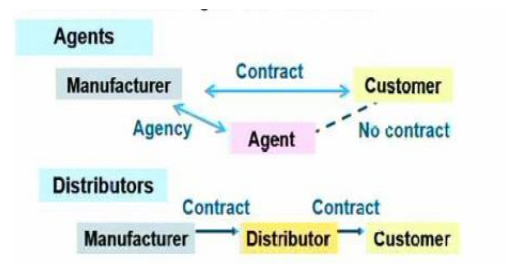 Agents
Contract
Manufacturer
Customer
Agency
Agent
No contract
Distributors
Contract
Contract
Manufacturer
Distributor
Customer